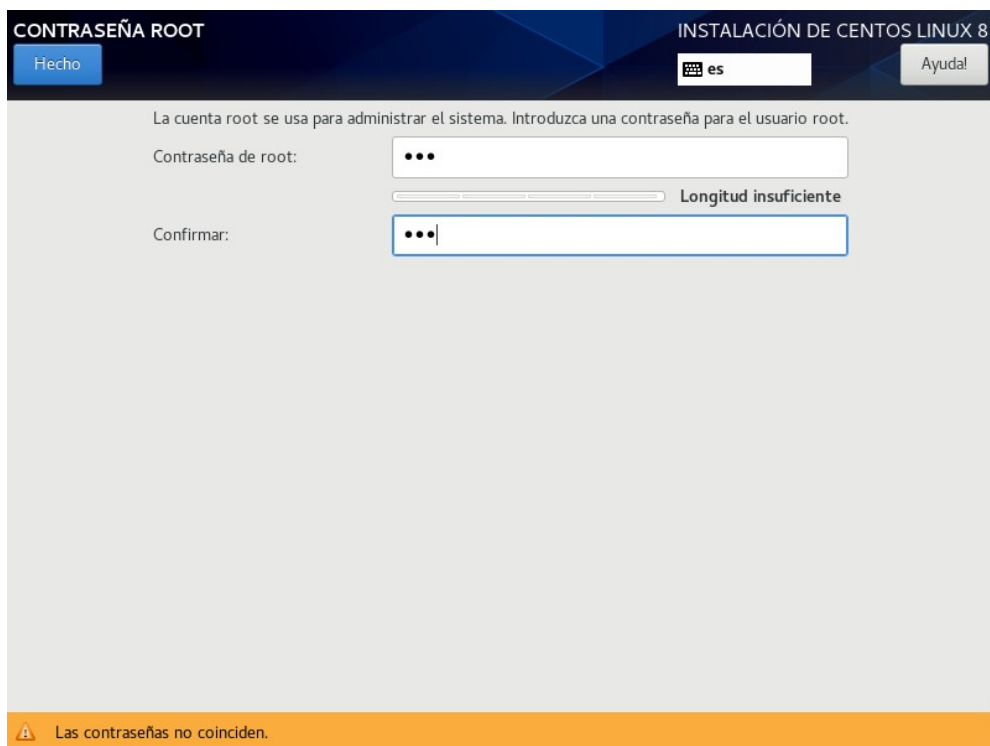 CONTRASEÑA ROOT
INSTALACIÓN DE CENTOS LINUX 8
Hecho
es
Ayuda!
La cuenta root se usa para administrar el sistema. Introduzca una contraseña para el usuario root.
Contraseña de root: •••
Longitud insuficiente
Confirmar: •••
Las contraseñas no coinciden.